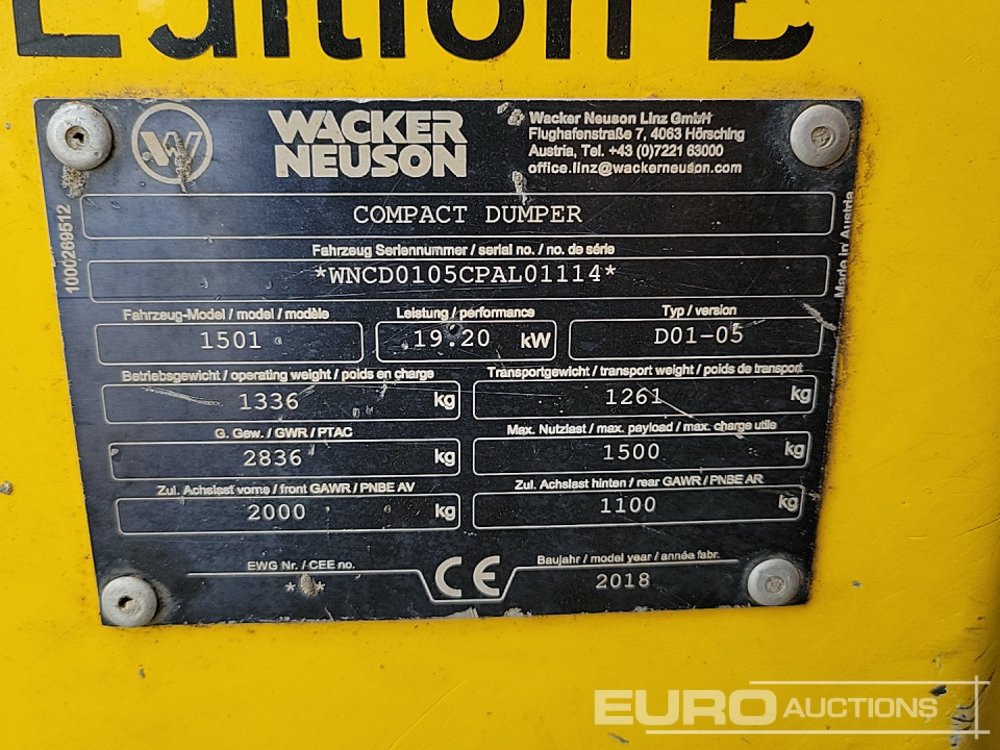 Edition E
WACKER
NEUSON
Wacker Neuson Linz GmbH
Flughafenstraße 7, 4063 Hörsching
Austria, Tel. +43 (0)7221 63000
office.linz@wackerneuson.com
1000269512
Made in Austria
COMPACT DUMPER
Fahrzeug Seriennummer / serial no. / no. de série
*WNCD0105CPAL01114*
Fahrzeug-Model / model / modèle
Leistung / performance
Typ / version
1501
19.20 kW
D01-05
Betriebsgewicht / operating weight / poids en charge
Transportgewicht / transport weight / poids de transport
1336 kg
1261 kg
G. Gew. / GWR / PTAC
Max. Nutzlast / max. payload / max. charge utile
2836 kg
1500 kg
Zul. Achslast vorne / front GAWR / PNBE AV
Zul. Achslast hinten / rear GAWR / PNBE AR
2000 kg
1100 kg
EWG Nr. / CEE no.
CE
Baujahr / model year / année fabr.
2018
EURO AUCTIONS